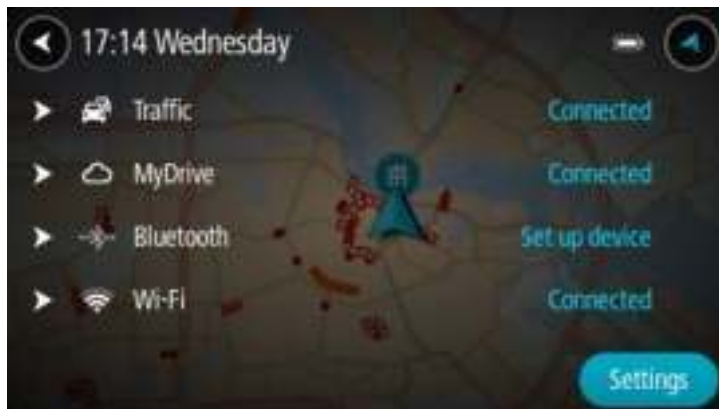 17:14 Wednesday
Traffic Connected
MyDrive Connected
Bluetooth Set up device
Wi-Fi Connected
Settings